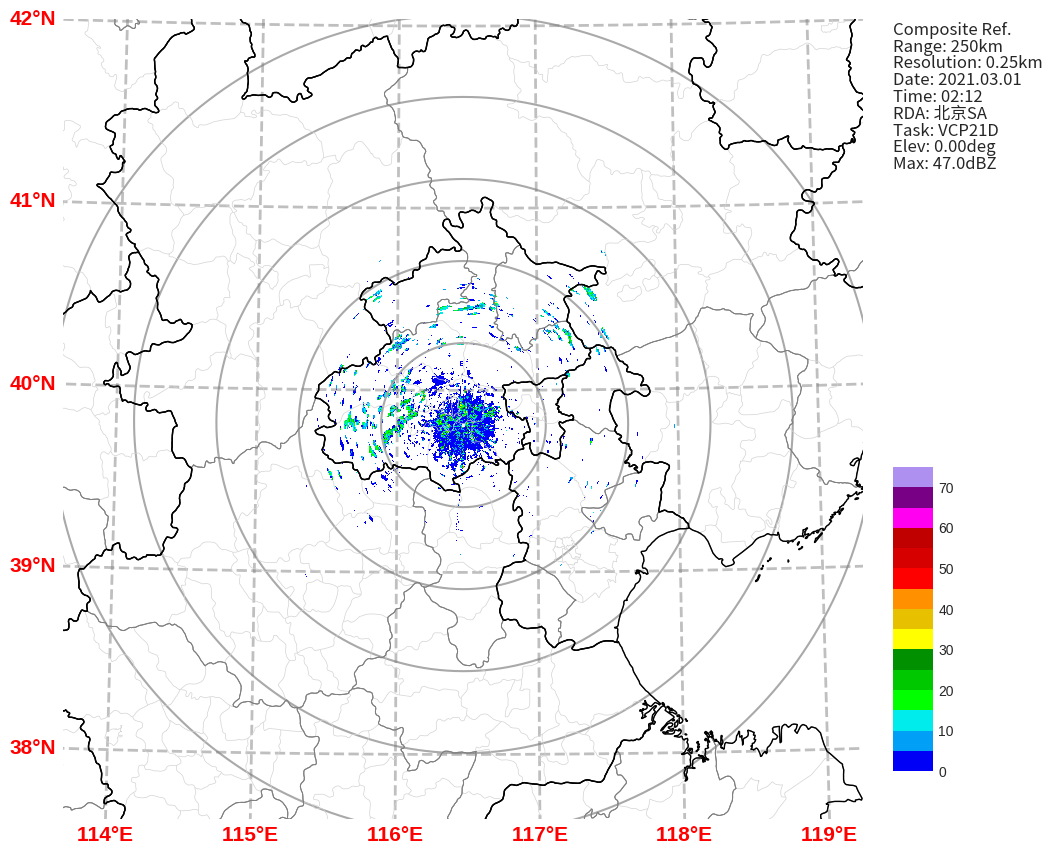 Composite Ref.
Range: 250km
Resolution: 0.25km
Date: 2021.03.01
Time: 02:12
RDA: 北京SA
Task: VCP21D
Elev: 0.00deg
Max: 47.0dBZ
42°N
41°N
40°N
39°N
38°N
70
60
50
40
30
20
10
0
114°E
115°E
116°E
117°E
118°E
119°E